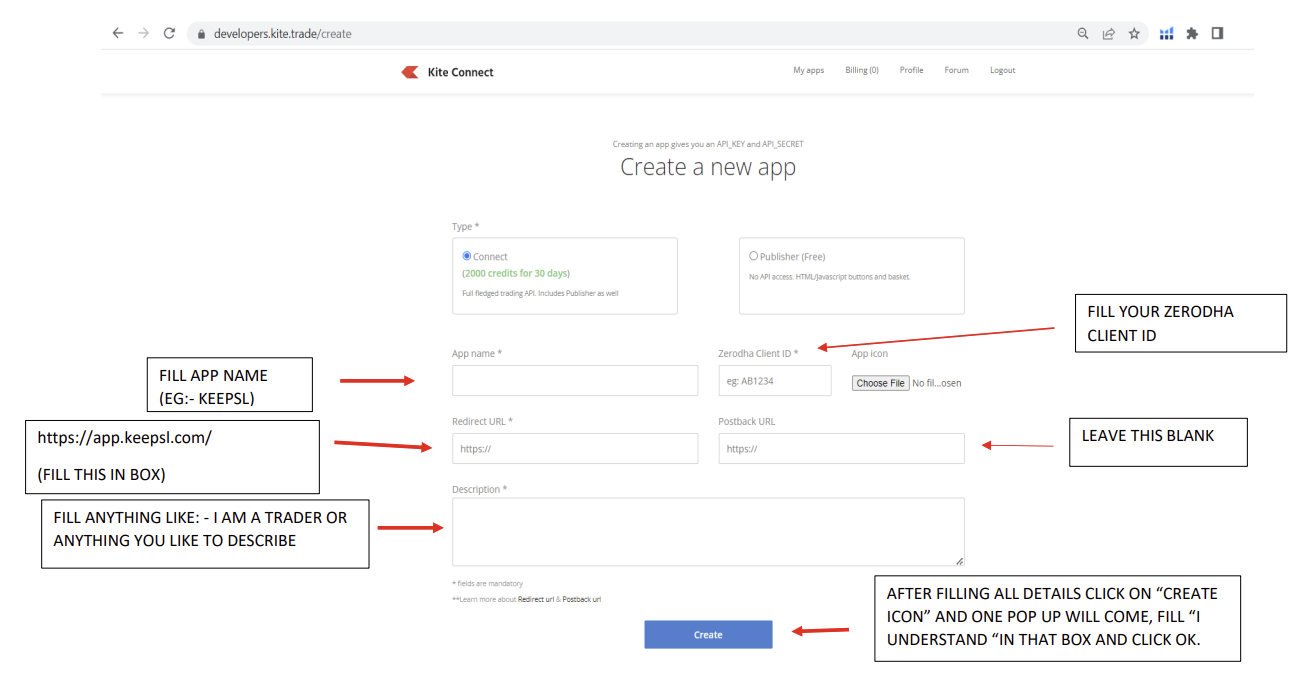 developers.kite.trade/create
Kite Connect
My apps Billing (0) Profile Forum Logout
Creating an app gives you an API_KEY and API_SECRET
Create a new app
Type *
Connect
(2000 credits for 30 days)
Full fledged trading API. Includes Publisher as well
Publisher (Free)
No API access. HTML/Javascript buttons and basket.
FILL YOUR ZERODHA
CLIENT ID
App name *
Zerodha Client ID *
App icon
FILL APP NAME
(EG:- KEEPSL)
eg: AB1234
Choose File No fil...osen
Redirect URL *
Postback URL
https://app.keepsl.com/
(FILL THIS IN BOX)
https://
https://
LEAVE THIS BLANK
Description *
FILL ANYTHING LIKE: - I AM A TRADER OR
ANYTHING YOU LIKE TO DESCRIBE
* fields are mandatory
**Learn more about Redirect url & Postback url
Create
AFTER FILLING ALL DETAILS CLICK ON “CREATE
ICON” AND ONE POP UP WILL COME, FILL “I
UNDERSTAND “IN THAT BOX AND CLICK OK.